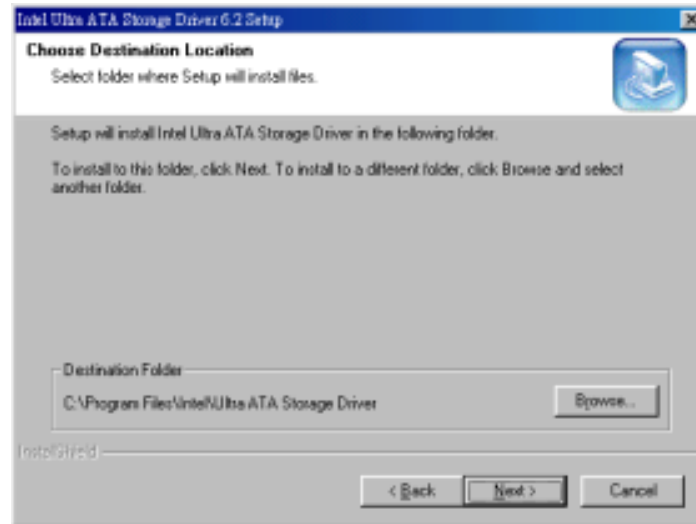 Intel Ultra ATA Storage Driver 6.2 Setup
Choose Destination Location
Select folder where Setup will install files.
Setup will install Intel Ultra ATA Storage Driver in the following folder.
To install to this folder, click Next. To install to a different folder, click Browse and select
another folder.
Destination Folder
C:\Program Files\Intel\Ultra ATA Storage Driver
Browse...
InstallShield
< Back
Next >
Cancel